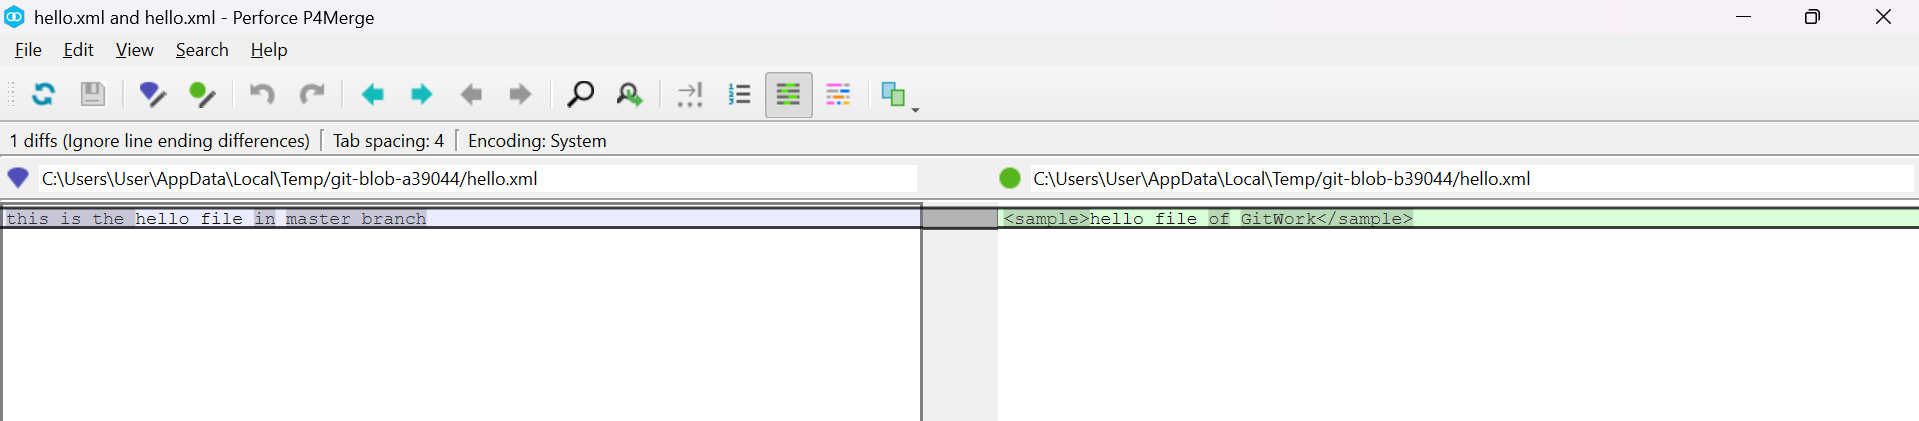 hello.xml and hello.xml - Perforce P4Merge
File Edit View Search Help
1 diffs (Ignore line ending differences) Tab spacing: 4 Encoding: System
C:\Users\User\AppData\Local\Temp/git-blob-a39044/hello.xml
C:\Users\User\AppData\Local\Temp/git-blob-b39044/hello.xml
this is the hello file in master branch
<sample>hello file of GitWork</sample>